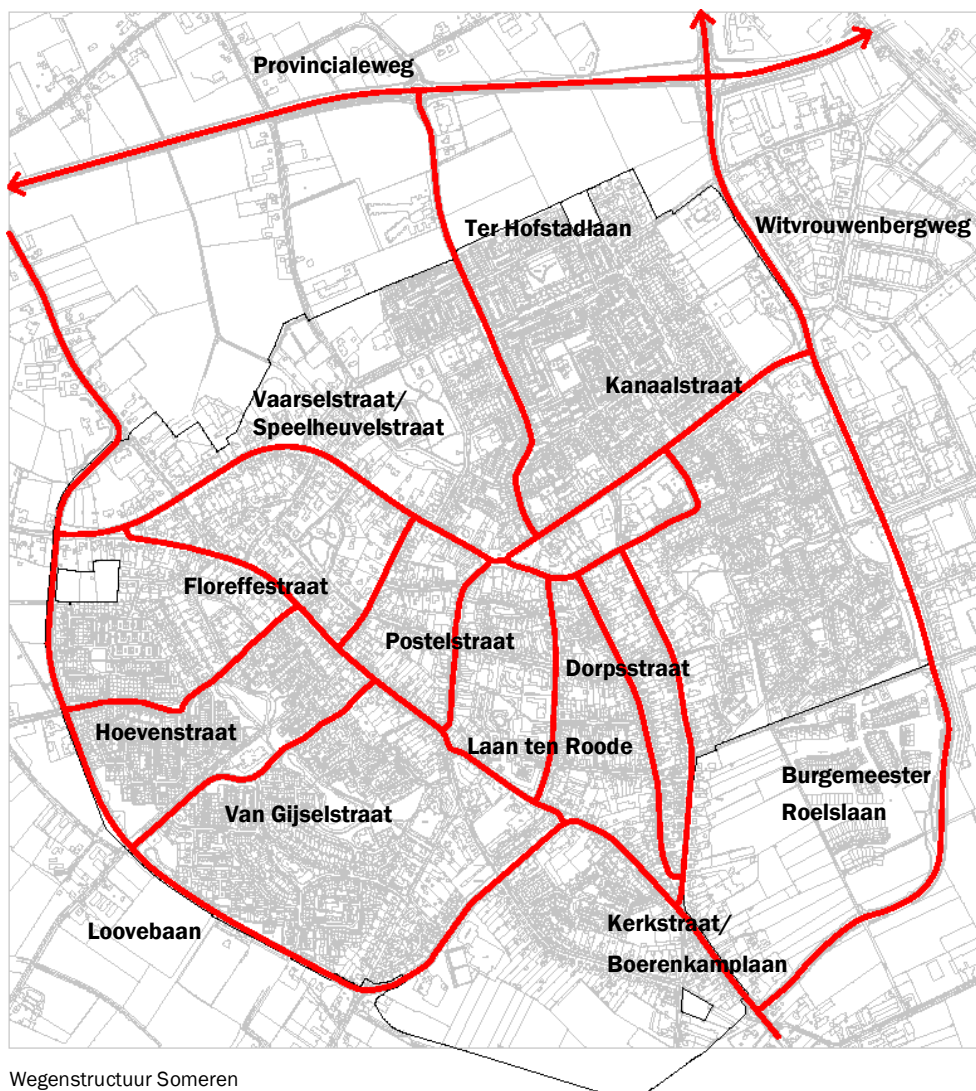 Provincialeweg
Ter Hofstadlaan
Witvrouwenbergweg
Kanaalstraat
Vaarselstraat/
Speelheuvelstraat
Floreffestraat
Postelstraat
Dorpsstraat
Hoevenstraat
Laan ten Roode
Burgemeester
Roelslaan
Van Gijselstraat
Loovebaan
Kerkstraat/
Boerenkamplaan
Wegenstructuur Someren